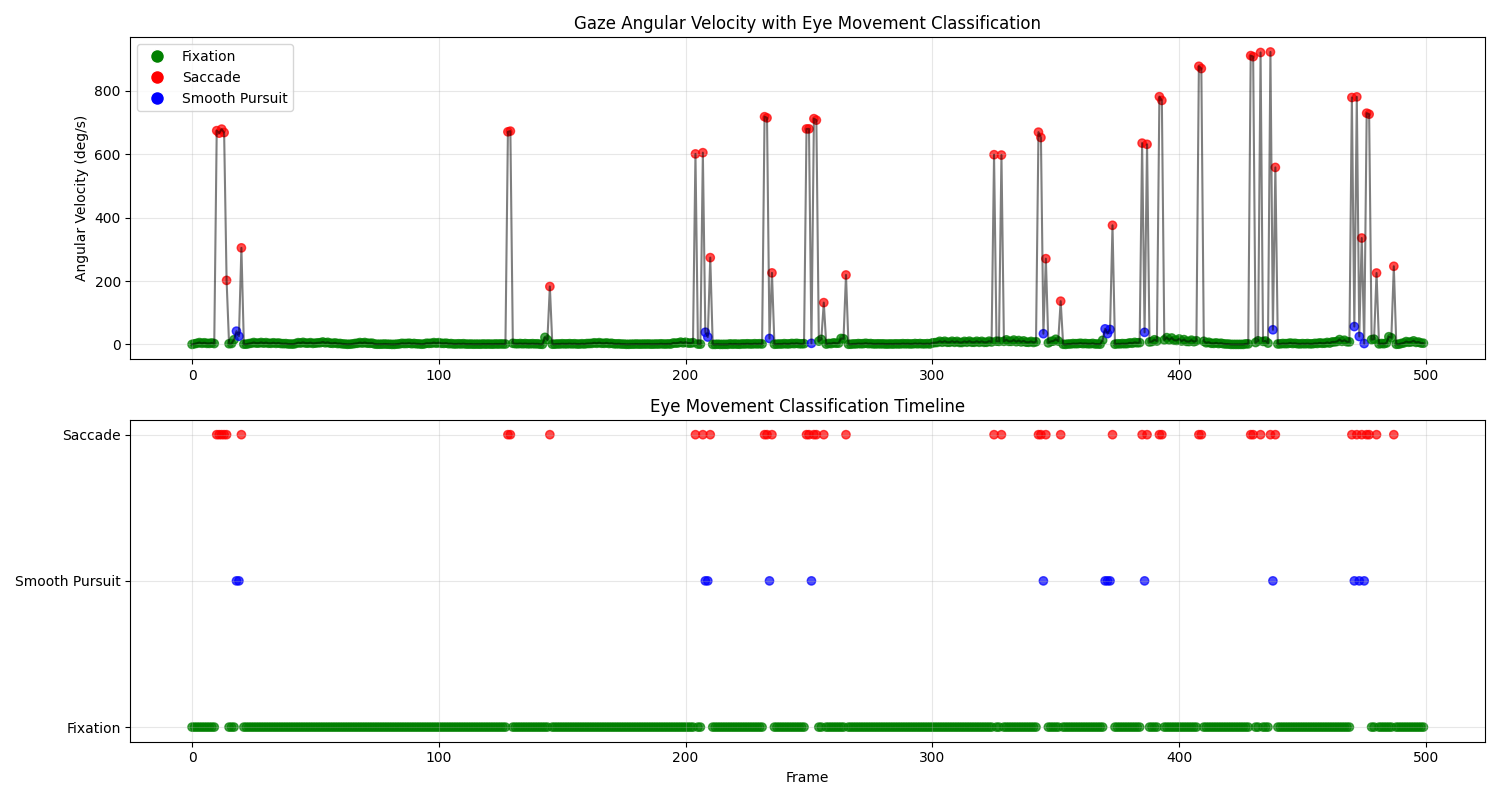 Gaze Angular Velocity with Eye Movement Classification
Fixation
Saccade
Smooth Pursuit
Angular Velocity (deg/s)
800
600
400
200
0
0 100 200 300 400 500
Eye Movement Classification Timeline
Saccade
Smooth Pursuit
Fixation
0 100 200 300 400 500
Frame